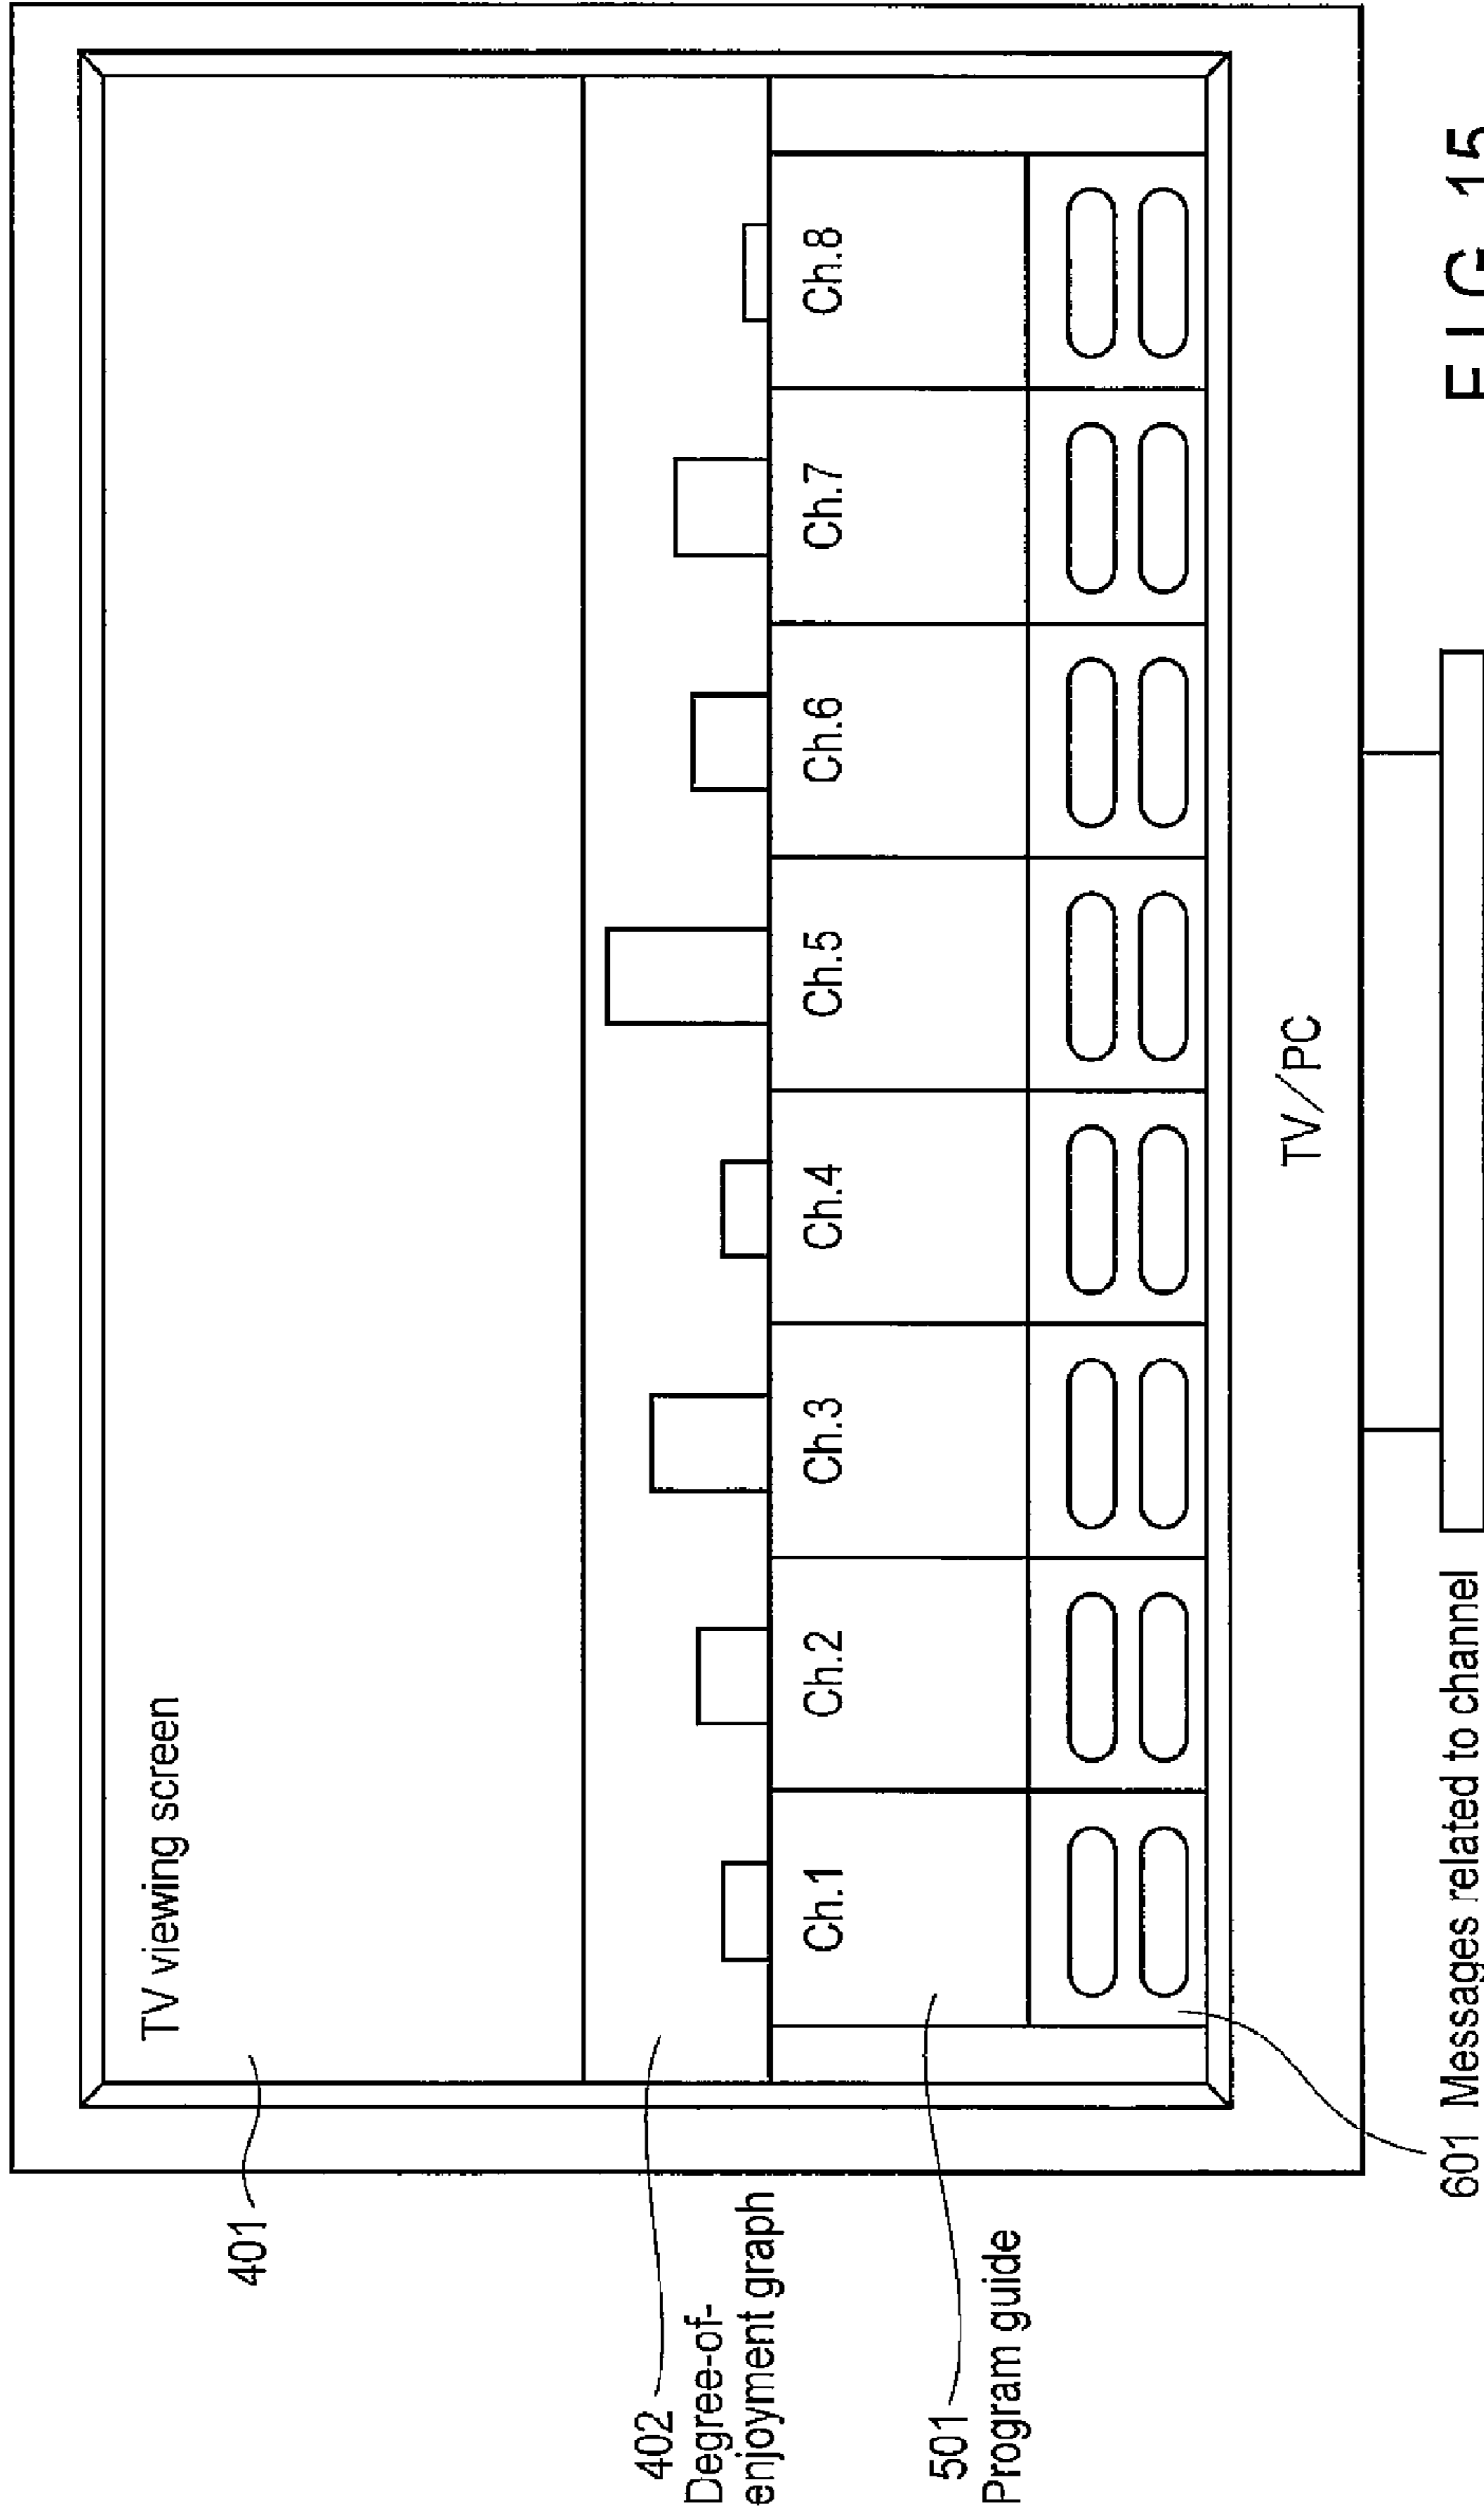 TV viewing screen
401
402
Degree-of-
enjoyment graph
501
Program guide
Ch.1
Ch.2
Ch.3
Ch.4
Ch.5
Ch.6
Ch.7
Ch.8
TV/PC
601 Messages related to channel
FIG. 15